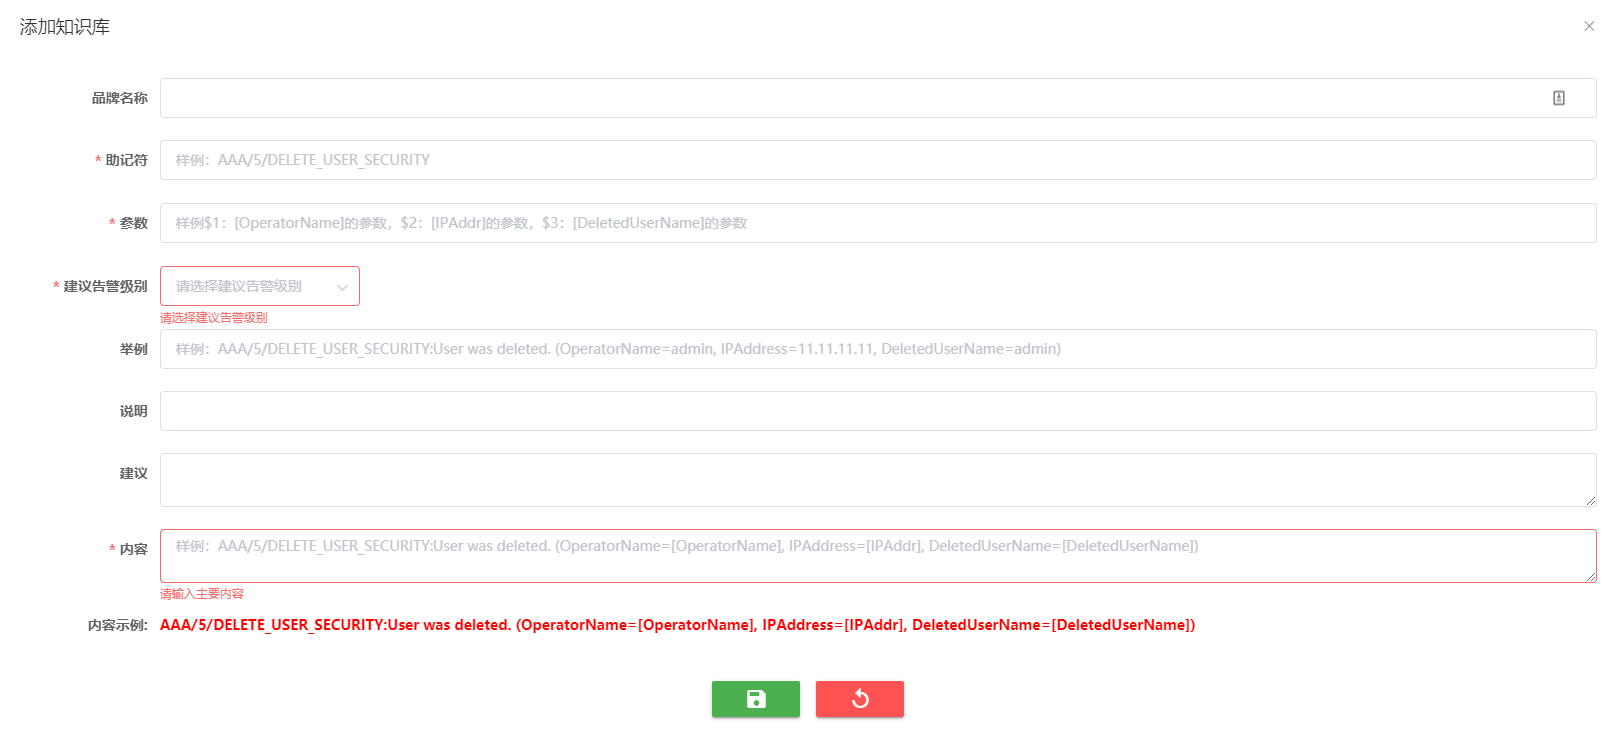 添加知识库
品牌名称
* 助记符 样例：AAA/5/DELETE_USER_SECURITY
* 参数 样例$1：[OperatorName]的参数，$2：[IPAddr]的参数，$3：[DeletedUserName]的参数
* 建议告警级别 请选择建议告警级别
请选择建议告警级别
举例 样例：AAA/5/DELETE_USER_SECURITY:User was deleted. (OperatorName=admin, IPAddress=11.11.11.11, DeletedUserName=admin)
说明
建议
* 内容 样例：AAA/5/DELETE_USER_SECURITY:User was deleted. (OperatorName=[OperatorName], IPAddress=[IPAddr], DeletedUserName=[DeletedUserName])
请输入主要内容
内容示例: AAA/5/DELETE_USER_SECURITY:User was deleted. (OperatorName=[OperatorName], IPAddress=[IPAddr], DeletedUserName=[DeletedUserName])